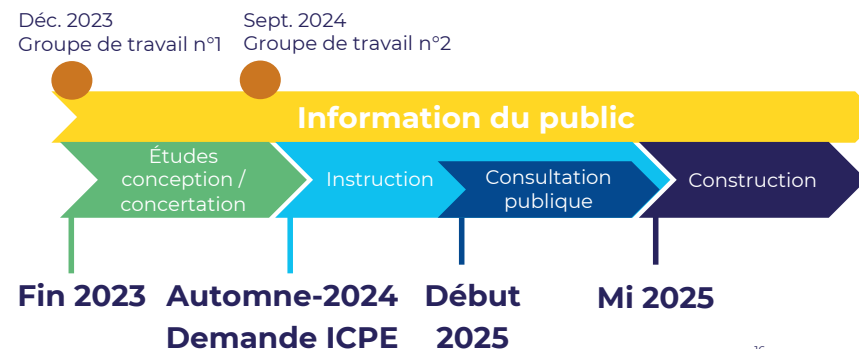 Déc. 2023
Groupe de travail n°1
Sept. 2024
Groupe de travail n°2
Information du public
Études
conception /
concertation
Instruction
Consultation
publique
Construction
Fin 2023
Automne-2024
Demande ICPE
Début
2025
Mi 2025